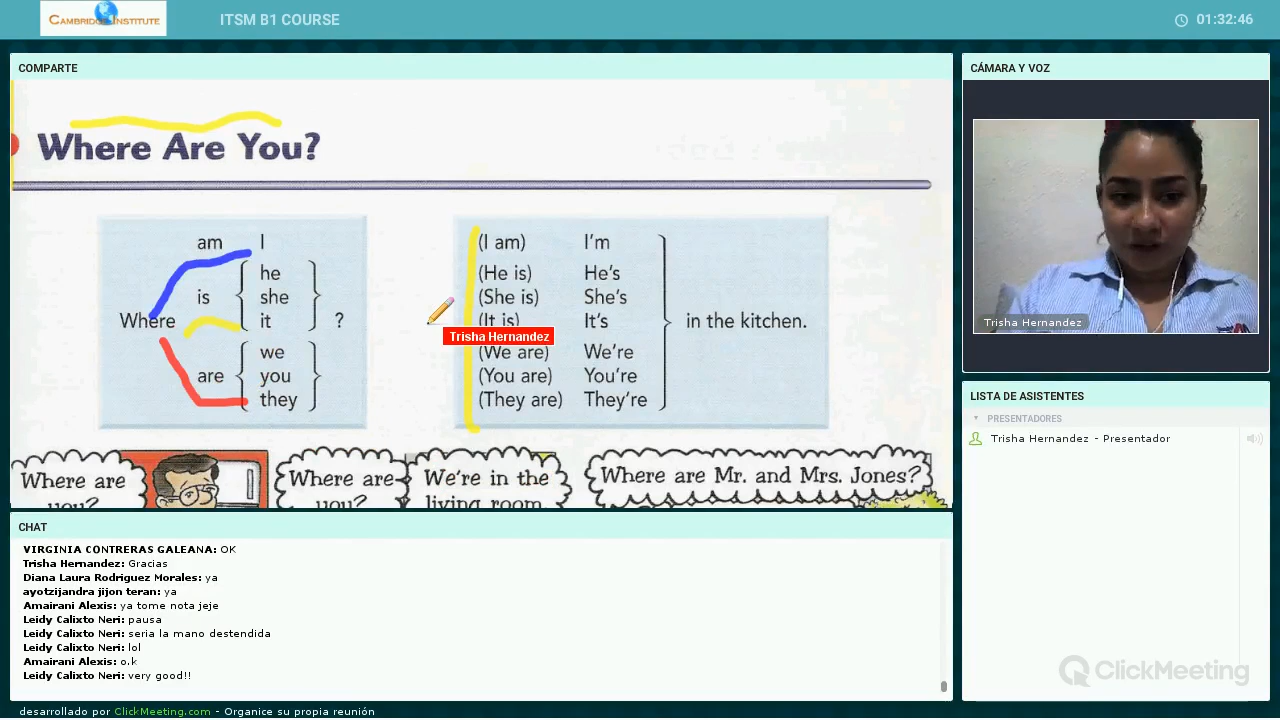 CAMBRIDGE INSTITUTE
ITSM B1 COURSE
01:32:46
COMPARTE
Where Are You?
am I
he
is she
Where it ?
we
are you
they
(I am) I'm
(He is) He's
(She is) She's
(It is) It's in the kitchen.
Trisha Hernandez
(We are) We're
(You are) You're
(They are) They're
Where are you?
Where are you?
We're in the living room.
Where are Mr. and Mrs. Jones?
CÁMARA Y VOZ
Trisha Hernandez
LISTA DE ASISTENTES
PRESENTADORES
Trisha Hernandez - Presentador
CHAT
VIRGINIA CONTRERAS GALEANA: OK
Trisha Hernandez: Gracias
Diana Laura Rodriguez Morales: ya
ayotzijandra jijon teran: ya
Amairani Alexis: ya tome nota jeje
Leidy Calixto Neri: pausa
Leidy Calixto Neri: seria la mano destendida
Leidy Calixto Neri: lol
Amairani Alexis: o.k
Leidy Calixto Neri: very good!!
ClickMeeting
desarrollado por ClickMeeting.com - Organice su propia reunión